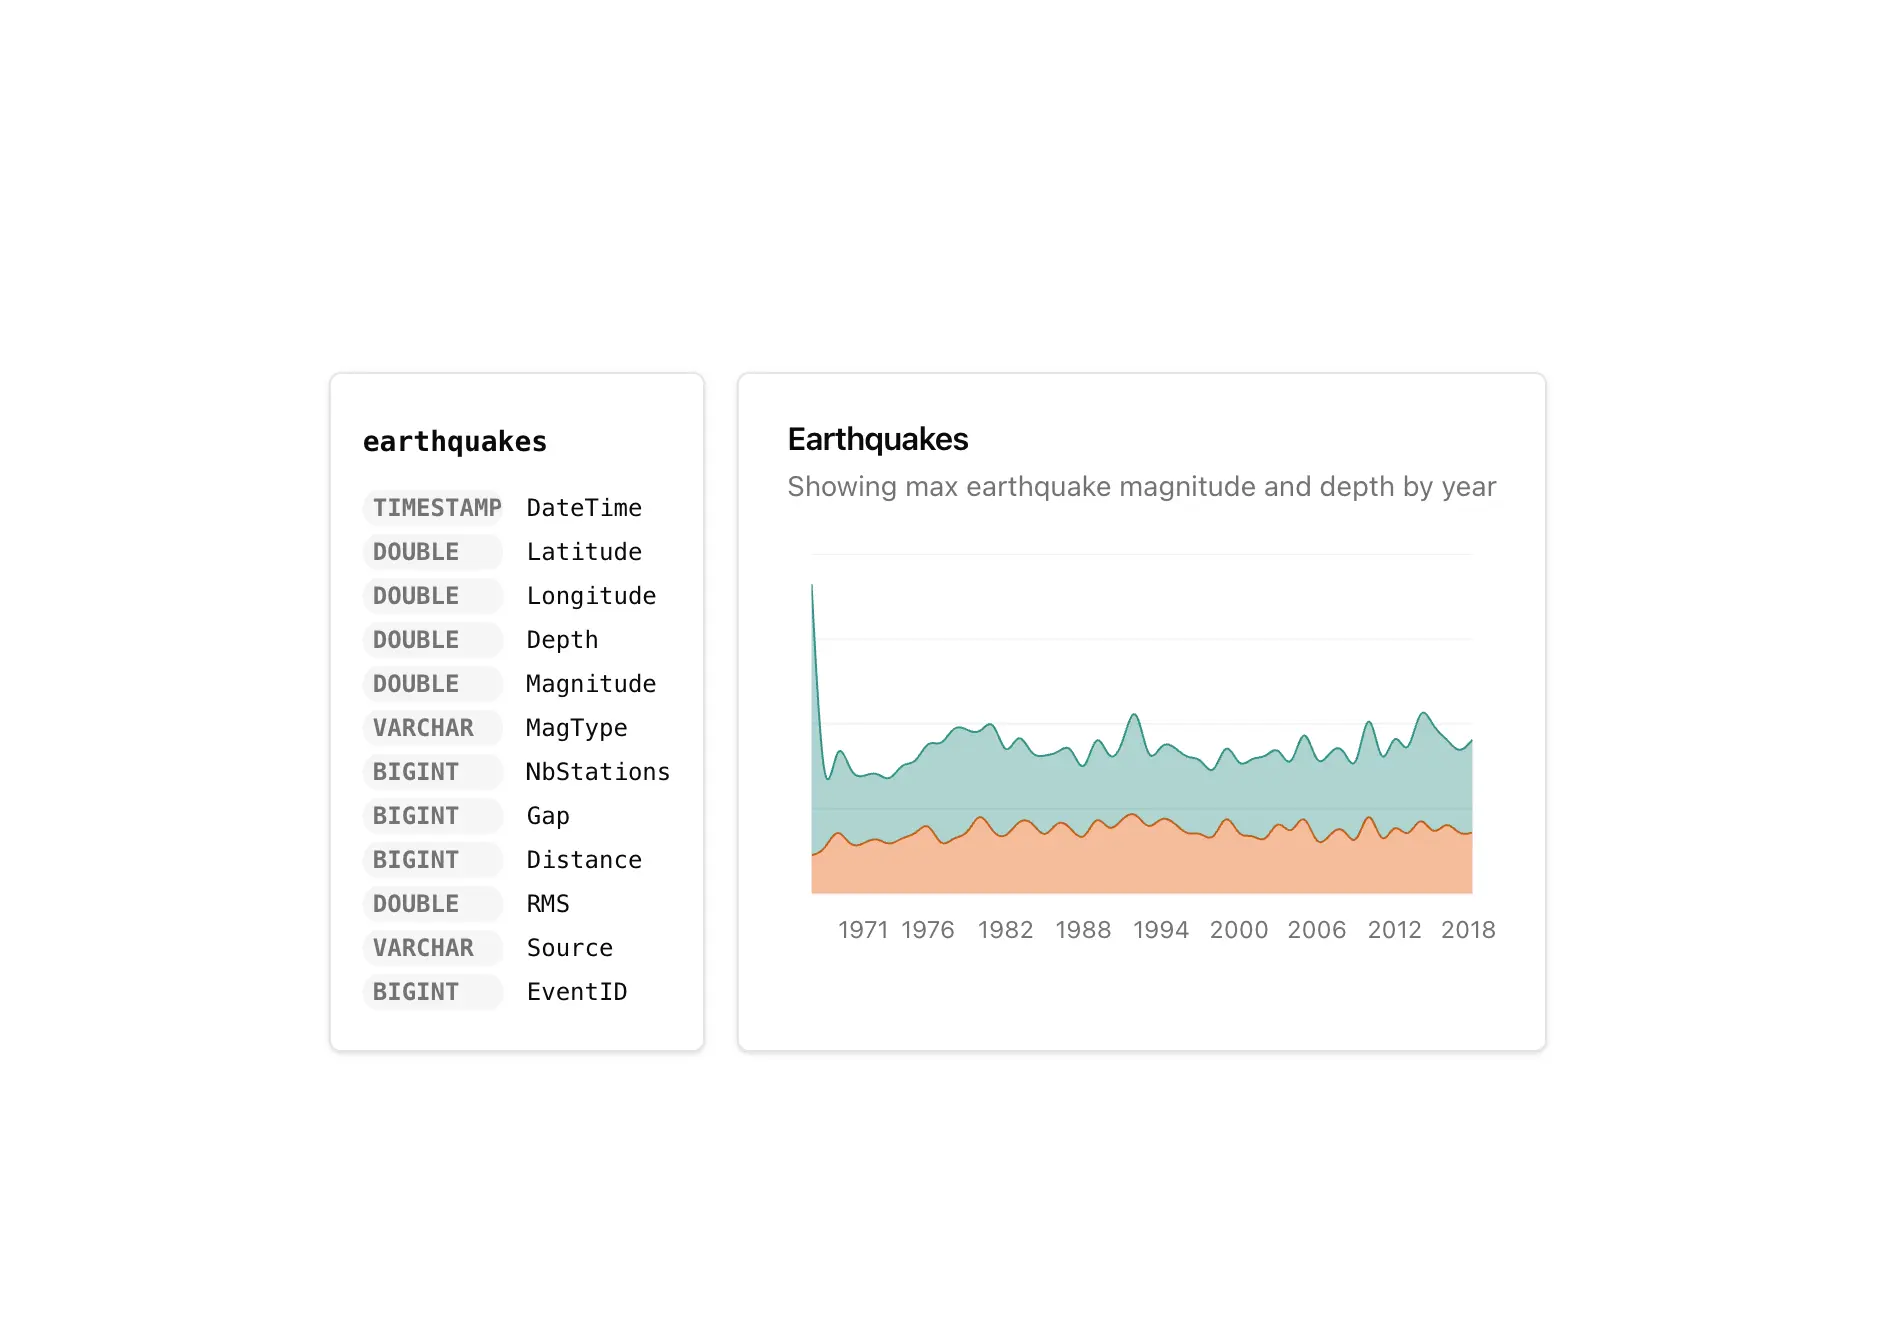 earthquakes
TIMESTAMP DateTime
DOUBLE Latitude
DOUBLE Longitude
DOUBLE Depth
DOUBLE Magnitude
VARCHAR MagType
BIGINT NbStations
BIGINT Gap
BIGINT Distance
DOUBLE RMS
VARCHAR Source
BIGINT EventID
Earthquakes
Showing max earthquake magnitude and depth by year
1971 1976 1982 1988 1994 2000 2006 2012 2018